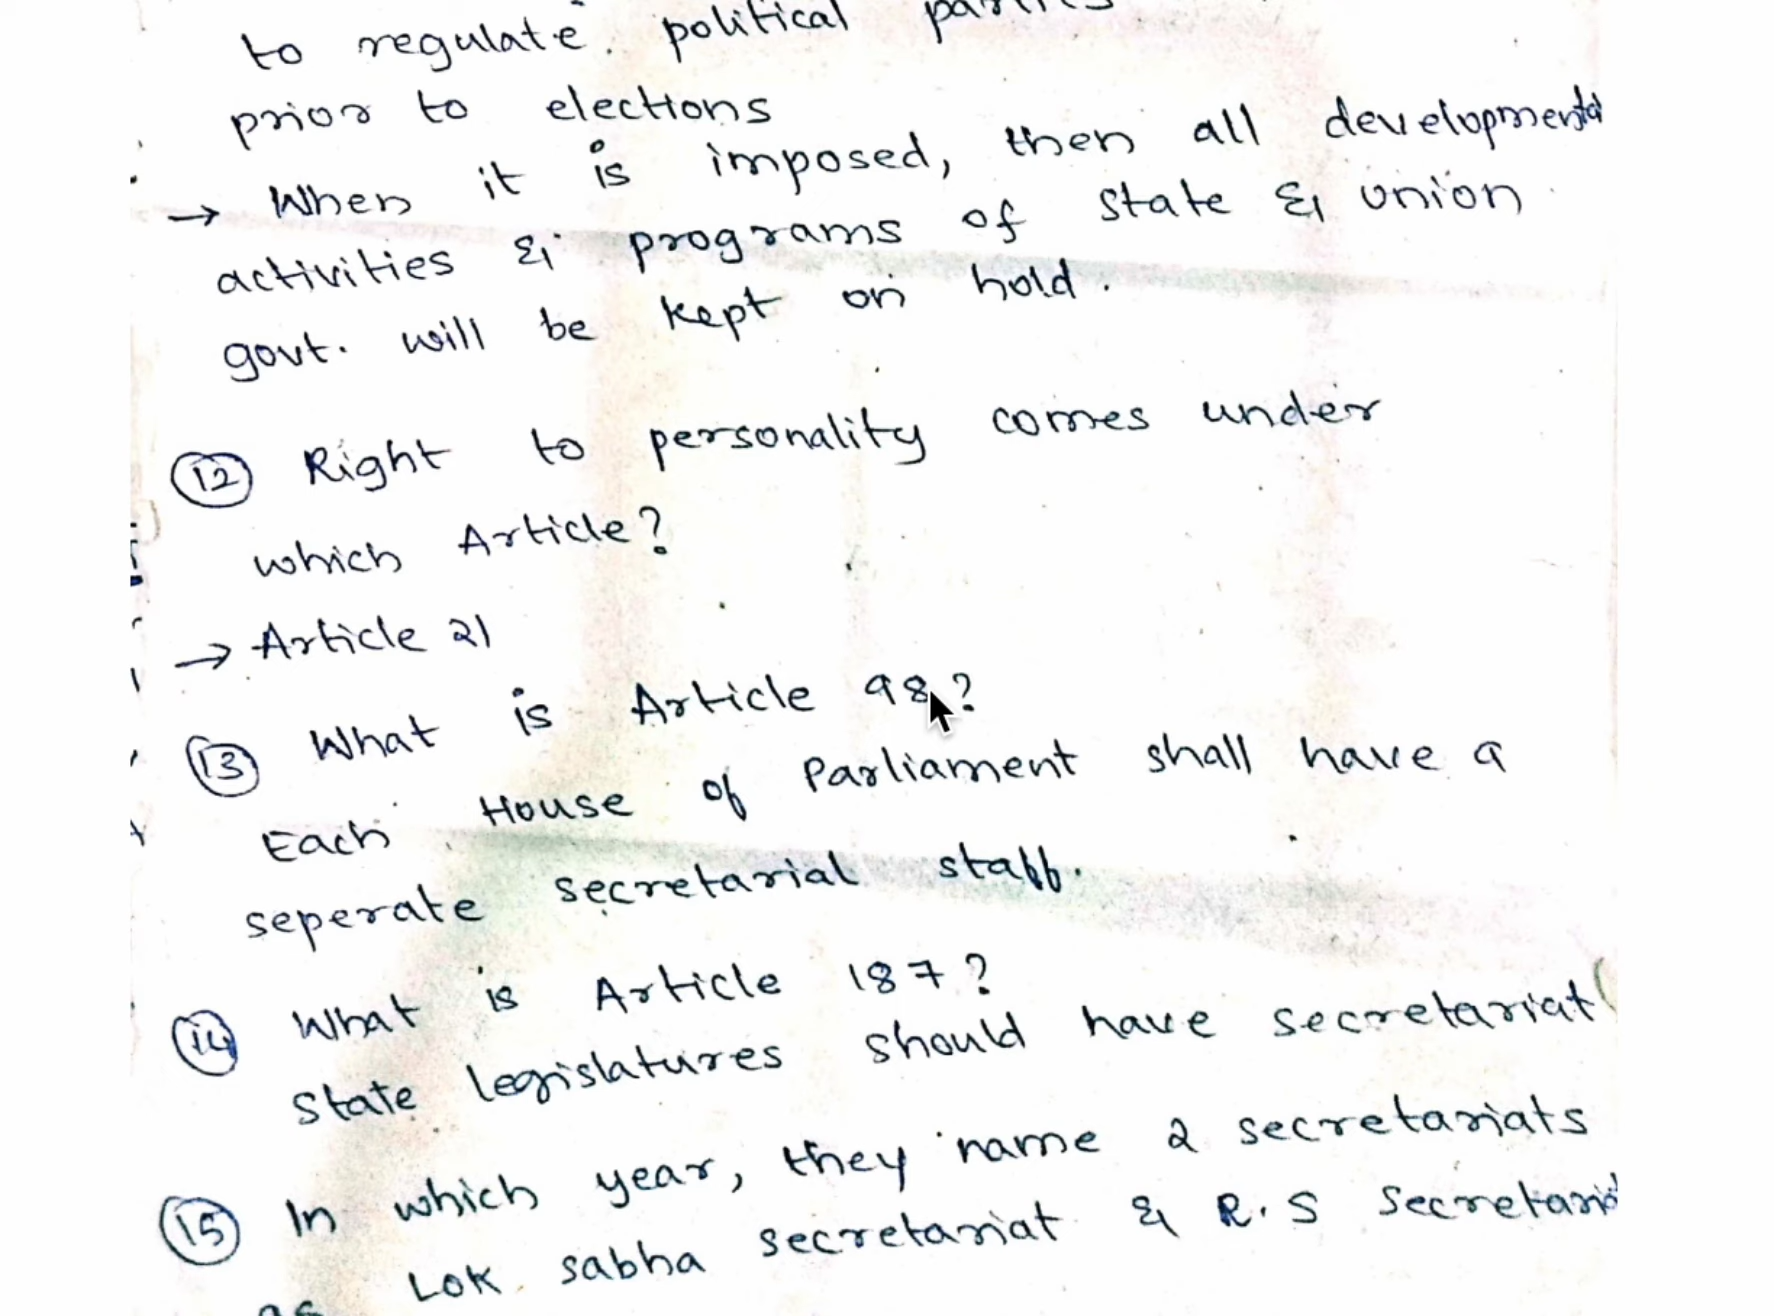 to regulate political parties
prior to elections
→ When it is imposed, then all developmental
activities & programs of state & union
govt. will be kept on hold.
12 Right to personality comes under
which Article?
→ Article 21
13 What is Article 98?
Each House of Parliament shall have a
seperate secretarial staff.
14 What is Article 187?
State legislatures should have secretariat
15 In which year, they name 2 secretariats
as Lok sabha secretariat & R.S Secretariat